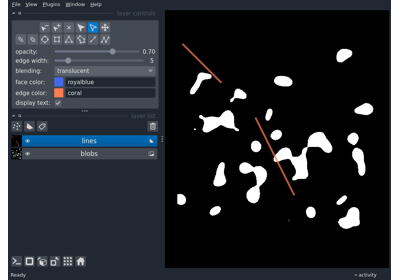 File View Plugins Window Help
layer controls
opacity: 0.70
edge width: 5
blending: translucent
face color: royalblue
edge color: coral
display text:
layer list
lines
blobs
Ready
activity